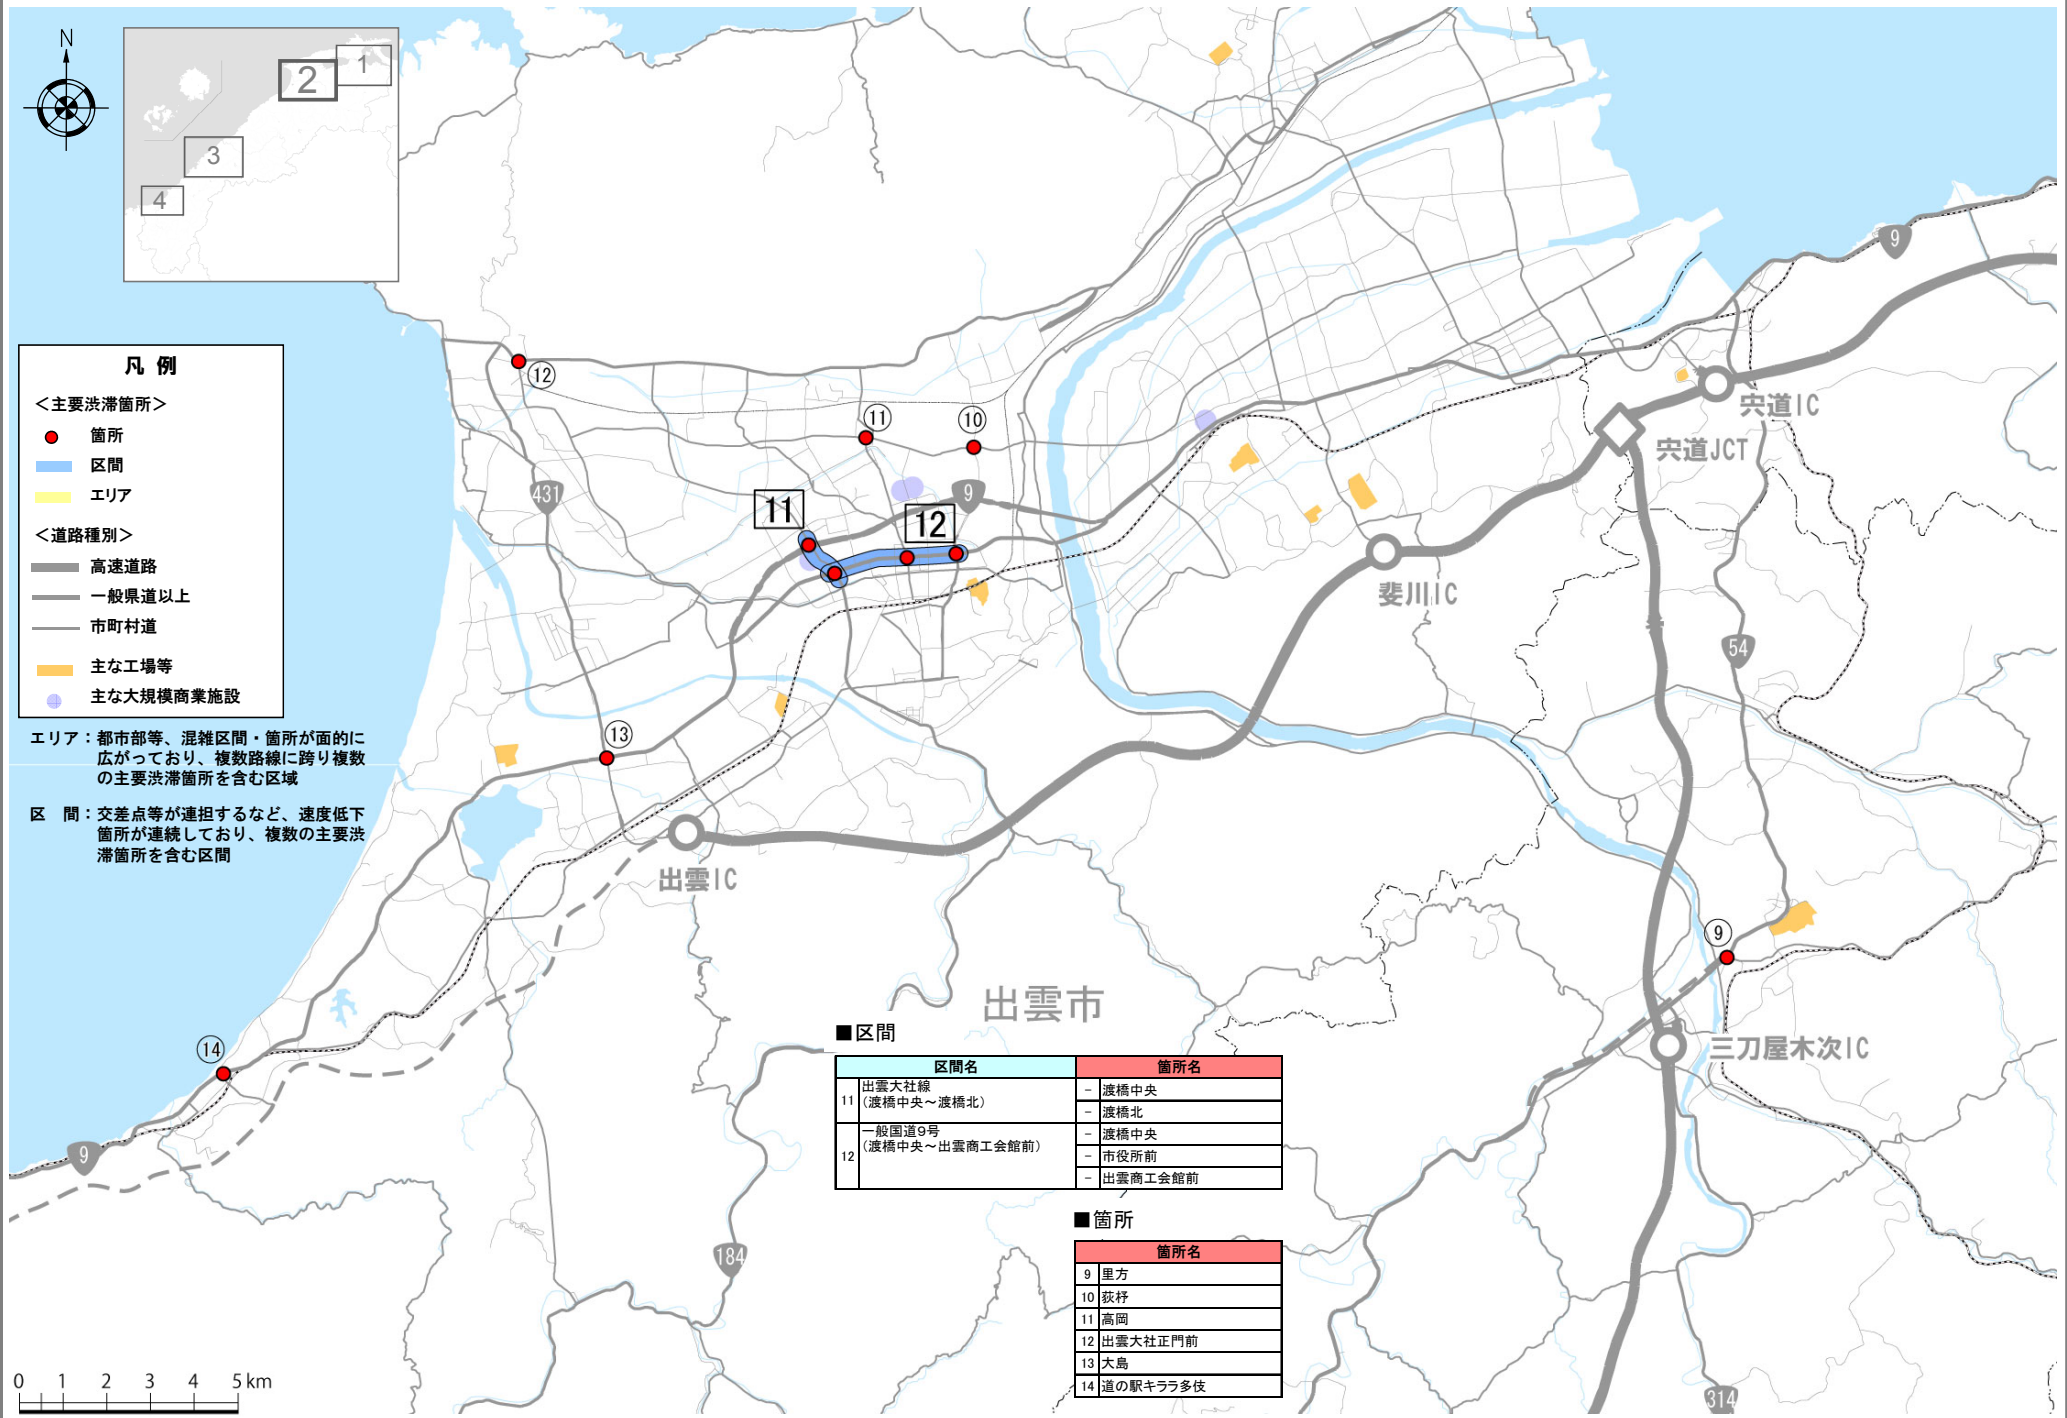 N
1
2
3
4
凡 例
＜主要渋滞箇所＞
箇所
区間
エリア
＜道路種別＞
高速道路
一般県道以上
市町村道
主な工場等
主な大規模商業施設
エリア：都市部等、混雑区間・箇所が面的に
広がっており、複数路線に跨り複数
の主要渋滞箇所を含む区域
区　間：交差点等が連担するなど、速度低下
箇所が連続しており、複数の主要渋
滞箇所を含む区間
9
宍道IC
宍道JCT
⑫
⑪
⑩
431
9
11
12
斐川IC
54
⑬
出雲IC
⑨
出雲市
三刀屋木次IC
⑭
9
184
314
■区間
区間名 箇所名
11 出雲大社線
（渡橋中央～渡橋北）
- 渡橋中央
- 渡橋北
12 一般国道9号
（渡橋中央～出雲商工会館前）
- 渡橋中央
- 市役所前
- 出雲商工会館前
■箇所
箇所名
9 里方
10 荻杼
11 高岡
12 出雲大社正門前
13 大島
14 道の駅キララ多伎
0 1 2 3 4 5 km